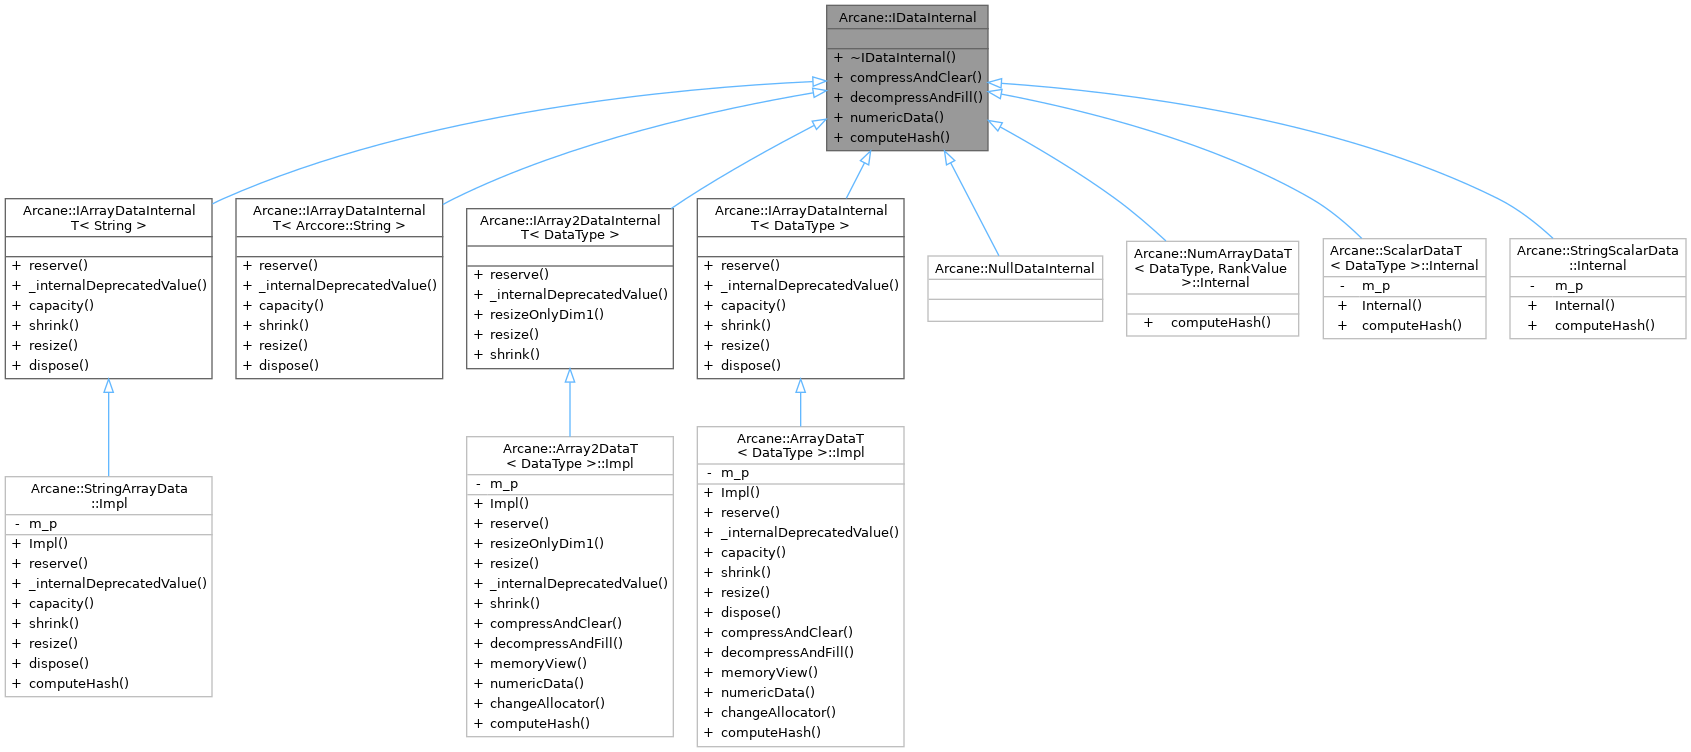 Arcane::IDataInternal
+ ~IDataInternal()
+ compressAndClear()
+ decompressAndFill()
+ numericData()
+ computeHash()
Arcane::IArrayDataInternal
T< String >
+ reserve()
+ _internalDeprecatedValue()
+ capacity()
+ shrink()
+ resize()
+ dispose()
Arcane::IArrayDataInternal
T< Arccore::String >
+ reserve()
+ _internalDeprecatedValue()
+ capacity()
+ shrink()
+ resize()
+ dispose()
Arcane::IArray2DataInternal
T< DataType >
+ reserve()
+ _internalDeprecatedValue()
+ resizeOnlyDim1()
+ resize()
+ shrink()
Arcane::IArrayDataInternal
T< DataType >
+ reserve()
+ _internalDeprecatedValue()
+ capacity()
+ shrink()
+ resize()
+ dispose()
Arcane::NullDataInternal
Arcane::NumArrayDataT
< DataType, RankValue
>::Internal
+ computeHash()
Arcane::ScalarDataT
< DataType >::Internal
- m_p
+ Internal()
+ computeHash()
Arcane::StringScalarData
::Internal
- m_p
+ Internal()
+ computeHash()
Arcane::StringArrayData
::Impl
- m_p
+ Impl()
+ reserve()
+ _internalDeprecatedValue()
+ capacity()
+ shrink()
+ resize()
+ dispose()
+ computeHash()
Arcane::Array2DataT
< DataType >::Impl
- m_p
+ Impl()
+ reserve()
+ resizeOnlyDim1()
+ resize()
+ _internalDeprecatedValue()
+ shrink()
+ compressAndClear()
+ decompressAndFill()
+ memoryView()
+ numericData()
+ changeAllocator()
+ computeHash()
Arcane::ArrayDataT
< DataType >::Impl
- m_p
+ Impl()
+ reserve()
+ _internalDeprecatedValue()
+ capacity()
+ shrink()
+ resize()
+ dispose()
+ compressAndClear()
+ decompressAndFill()
+ memoryView()
+ numericData()
+ changeAllocator()
+ computeHash()